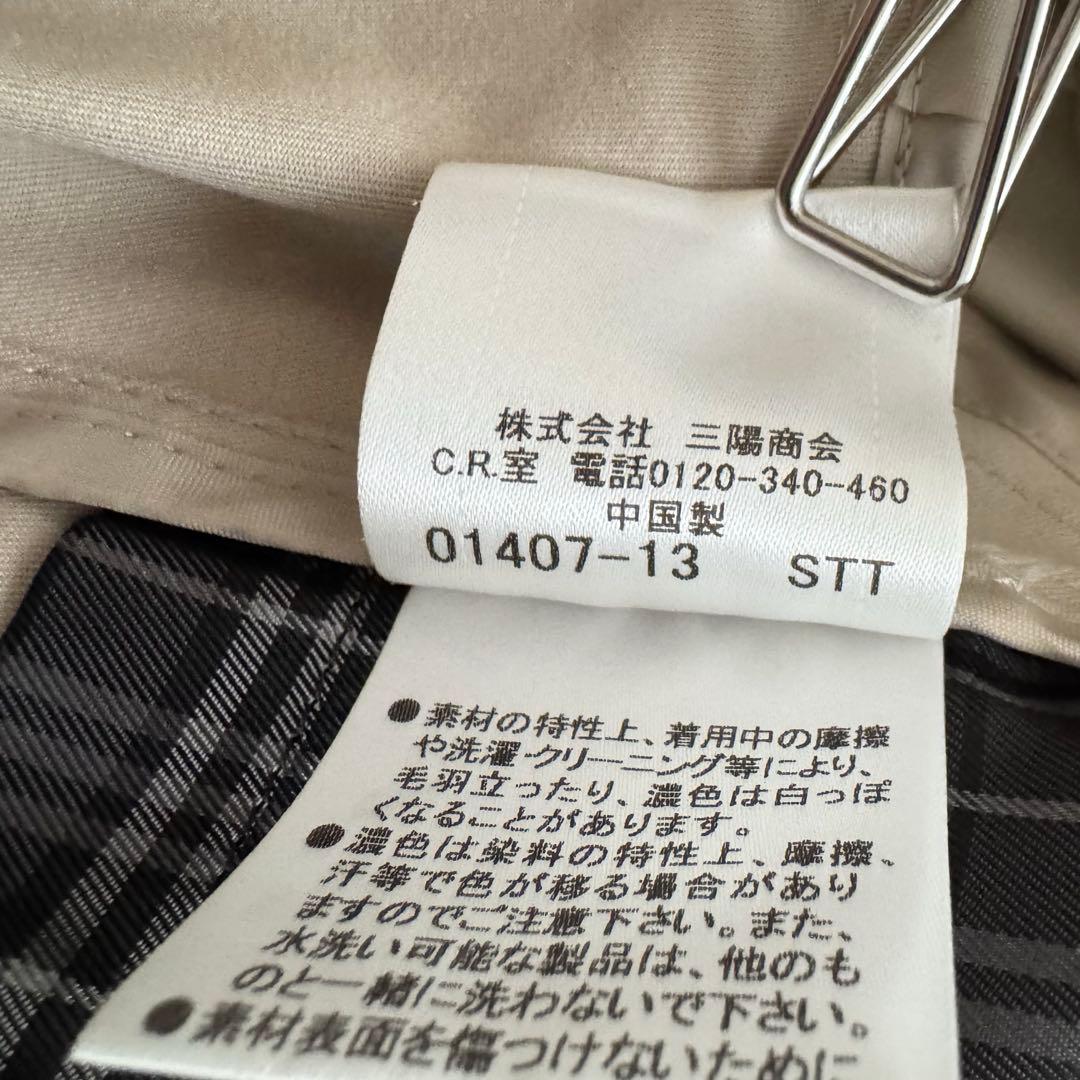 株式会社 三陽商会
C.R.室 電話0120-340-460
中国製
01407-13 STT
●素材の特性上、着用中の摩擦
や洗濯・クリーニング等により、
毛羽立ったり、濃色は白っぽ
くなることがあります。
●濃色は染料の特性上、摩擦、
汗等で色が移る場合があり
ますのでご注意下さい。また、
水洗い可能な製品は、他のも
のと一緒に洗わないで下さい。
●素材表面を傷つけないために